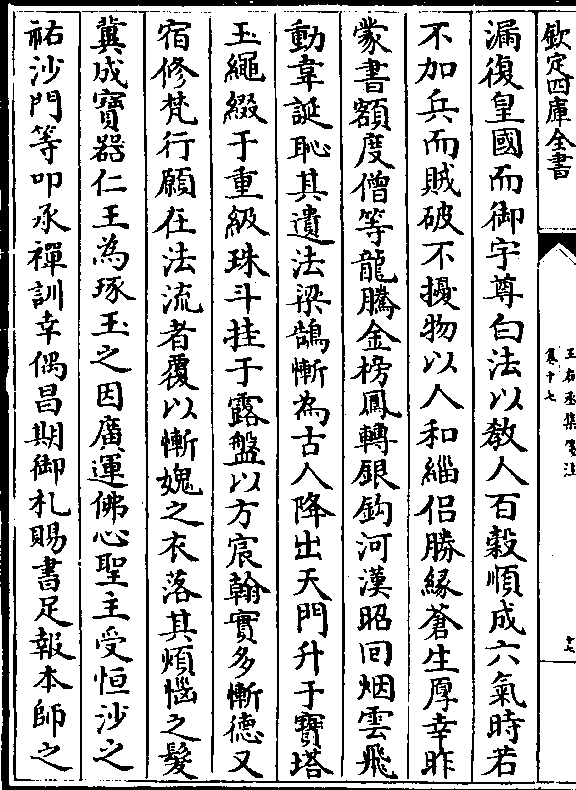 欽定四庫全書
王右丞集箋注
卷十七
十七
漏復皇國而御宇尊白法以教人百穀順成六氣時若
不加兵而賊破不擾物以人和緇侣勝緣蒼生厚幸昨
蒙書額度僧等龍騰金榜鳳轉銀鈎河漢昭回烟雲飛
動韋誕恥其遺法梁鵠慚為古人降出天門升于寶塔
玉繩綴于重級珠斗挂于露盤以方宸翰實多慚德又
宿修梵行願在法流者覆以慚媿之衣落其煩惱之髮
冀成寶器仁王為琢玉之因廣運佛心聖主受恒沙之
祐沙門等叩承禪訓幸偶昌期御札賜書足報本師之